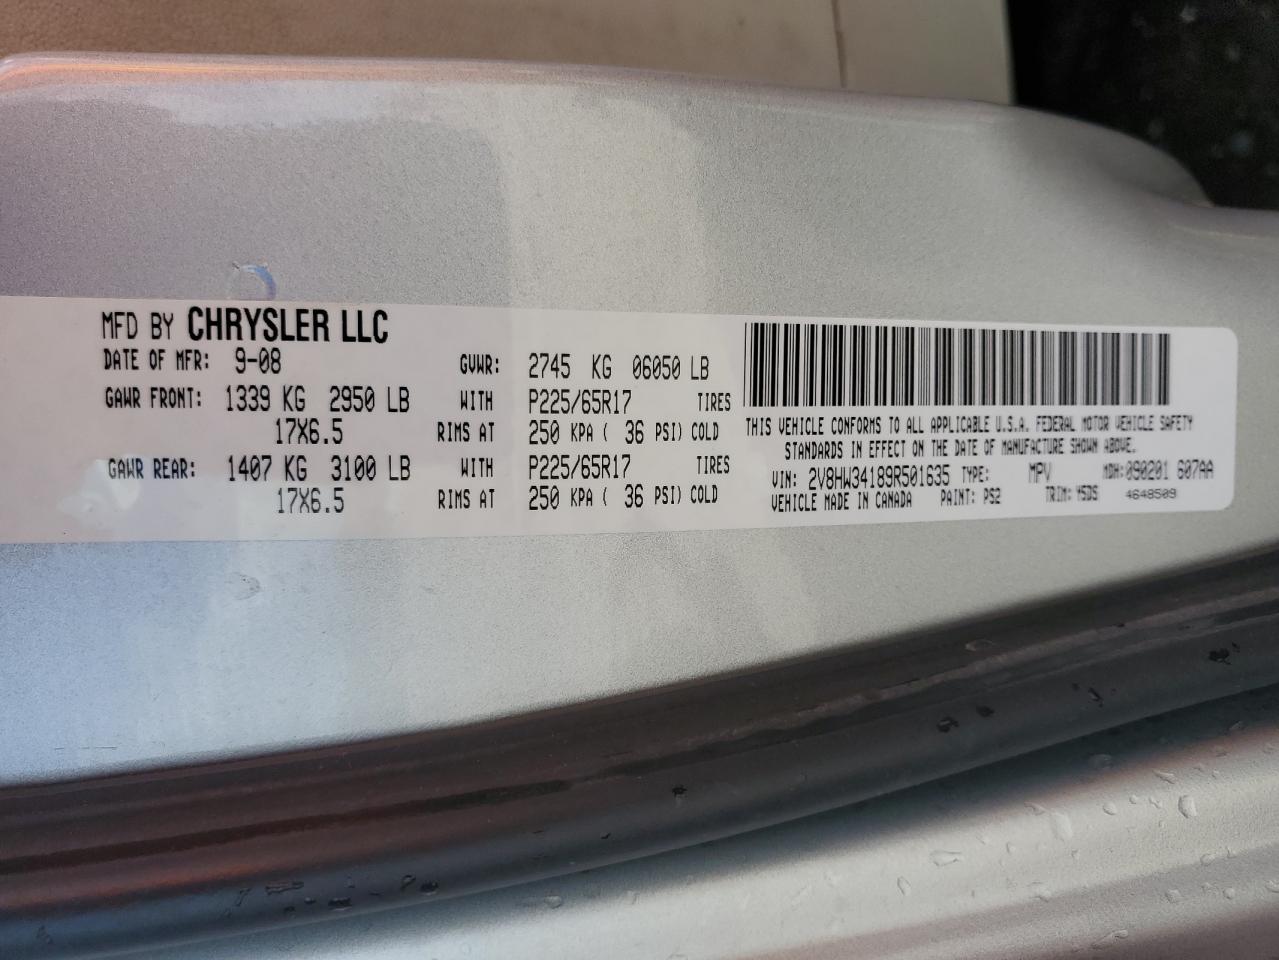 MFD BY CHRYSLER LLC
DATE OF MFR: 9-08 GVWR: 2745 KG 06050 LB
GAWR FRONT: 1339 KG 2950 LB WITH P225/65R17 TIRES
17X6.5 RIMS AT 250 KPA ( 36 PSI) COLD
GAWR REAR: 1407 KG 3100 LB WITH P225/65R17 TIRES
17X6.5 RIMS AT 250 KPA ( 36 PSI) COLD
THIS VEHICLE CONFORMS TO ALL APPLICABLE U.S.A. FEDERAL MOTOR VEHICLE SAFETY
STANDARDS IN EFFECT ON THE DATE OF MANUFACTURE SHOWN ABOVE.
VIN: 2V8HW34189R501635 TYPE: MPV MDH: 090201 607AA
VEHICLE MADE IN CANADA PAINT: PS2 TRIM: YSDS 4648509